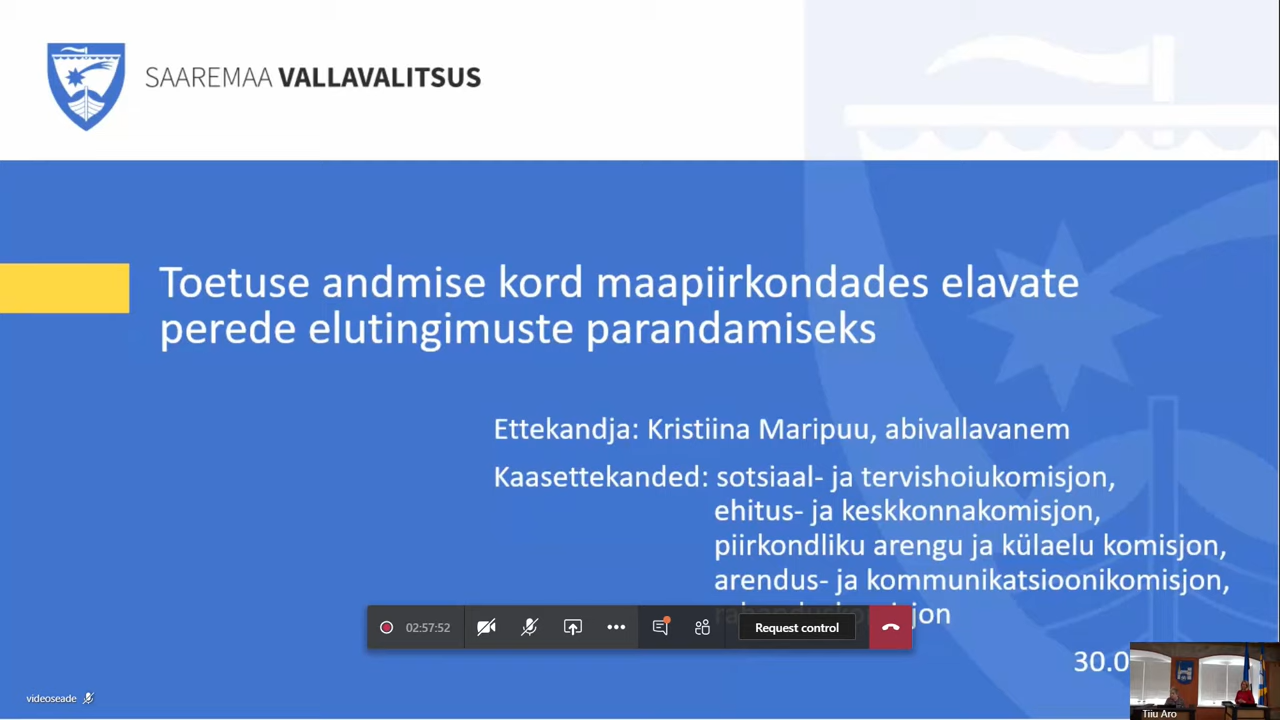 SAAREMAA VALLAVALITSUS
Toetuse andmise kord maapiirkondades elavate
perede elutingimuste parandamiseks
Ettekandja: Kristiina Maripuu, abivallavanem
Kaasettekanded: sotsiaal- ja tervishoiukomisjon,
ehitus- ja keskkonnakomisjon,
piirkondliku arengu ja külaelu komisjon,
arendus- ja kommunikatsioonikomisjon,
02:57:52
Request control
30.0
videoseade
Tiiu Aro